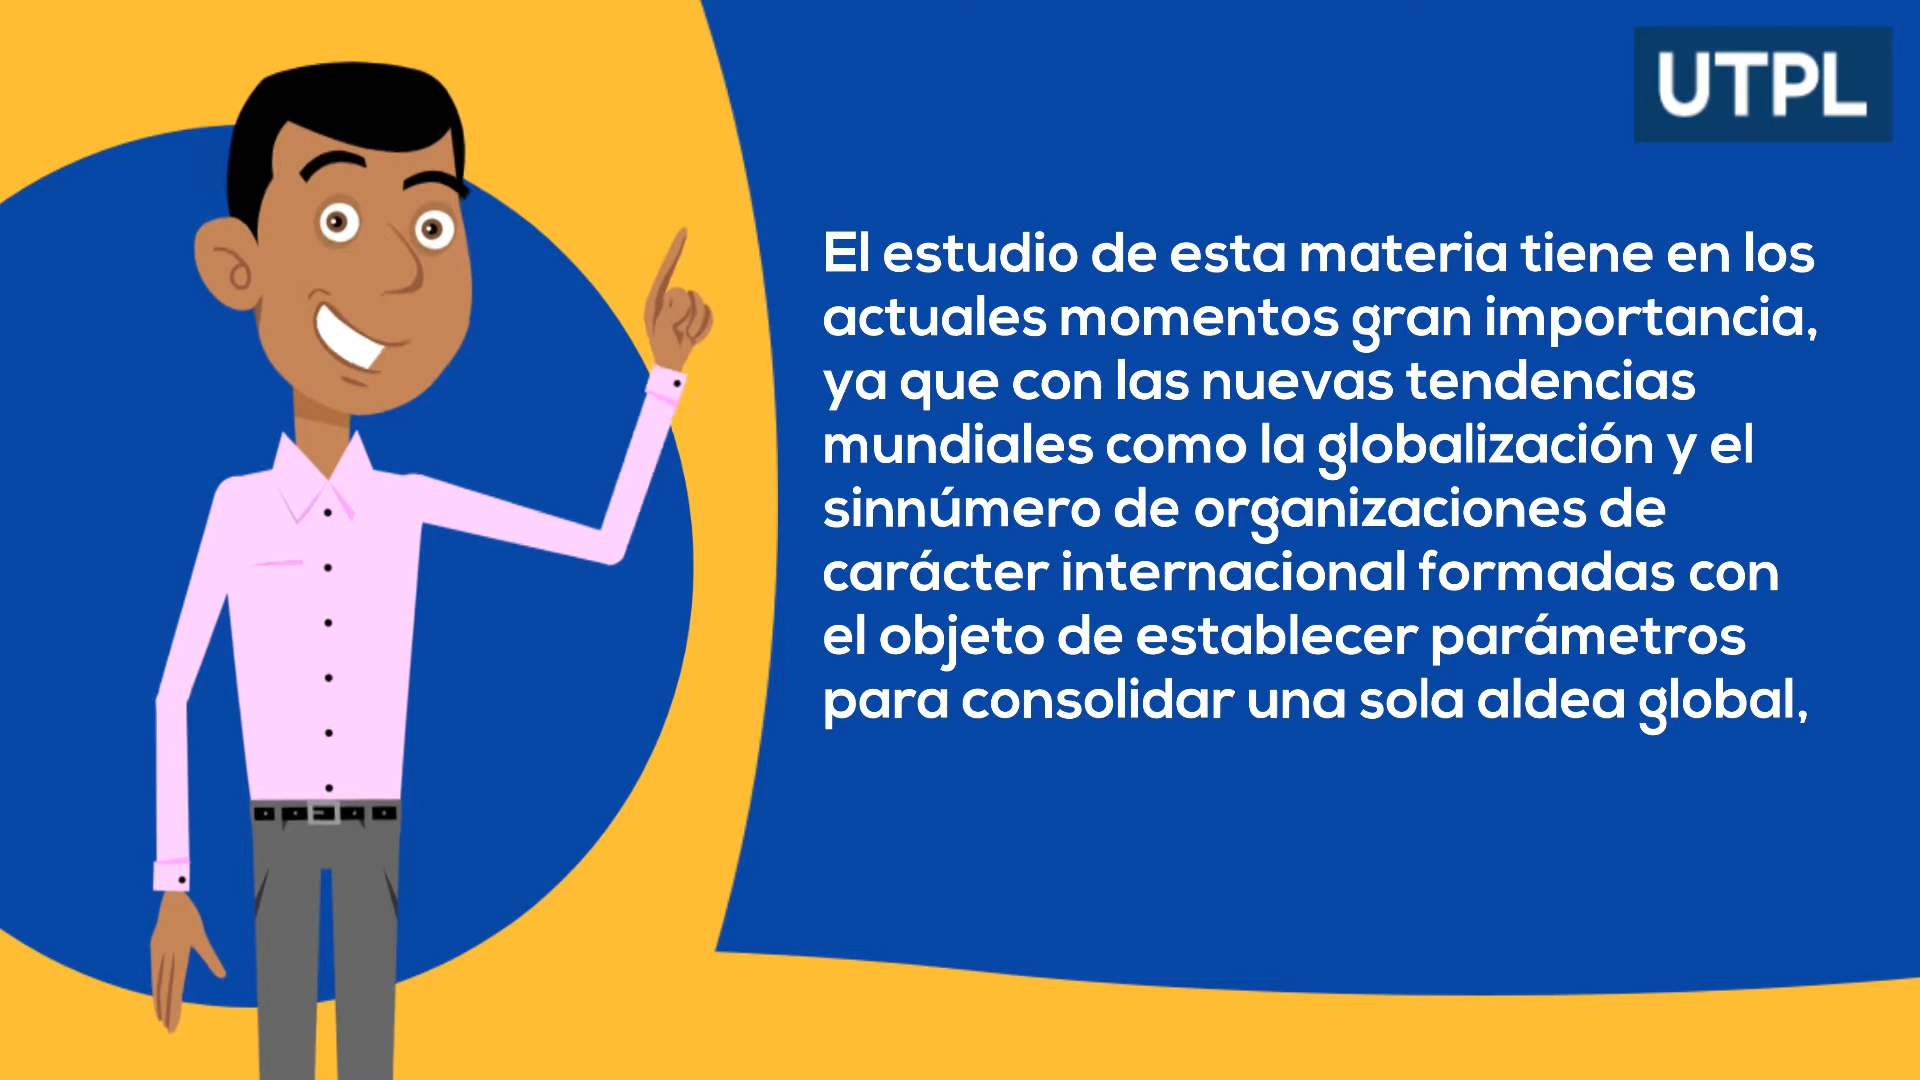 UTPL
El estudio de esta materia tiene en los
actuales momentos gran importancia,
ya que con las nuevas tendencias
mundiales como la globalización y el
sinnúmero de organizaciones de
carácter internacional formadas con
el objeto de establecer parámetros
para consolidar una sola aldea global,